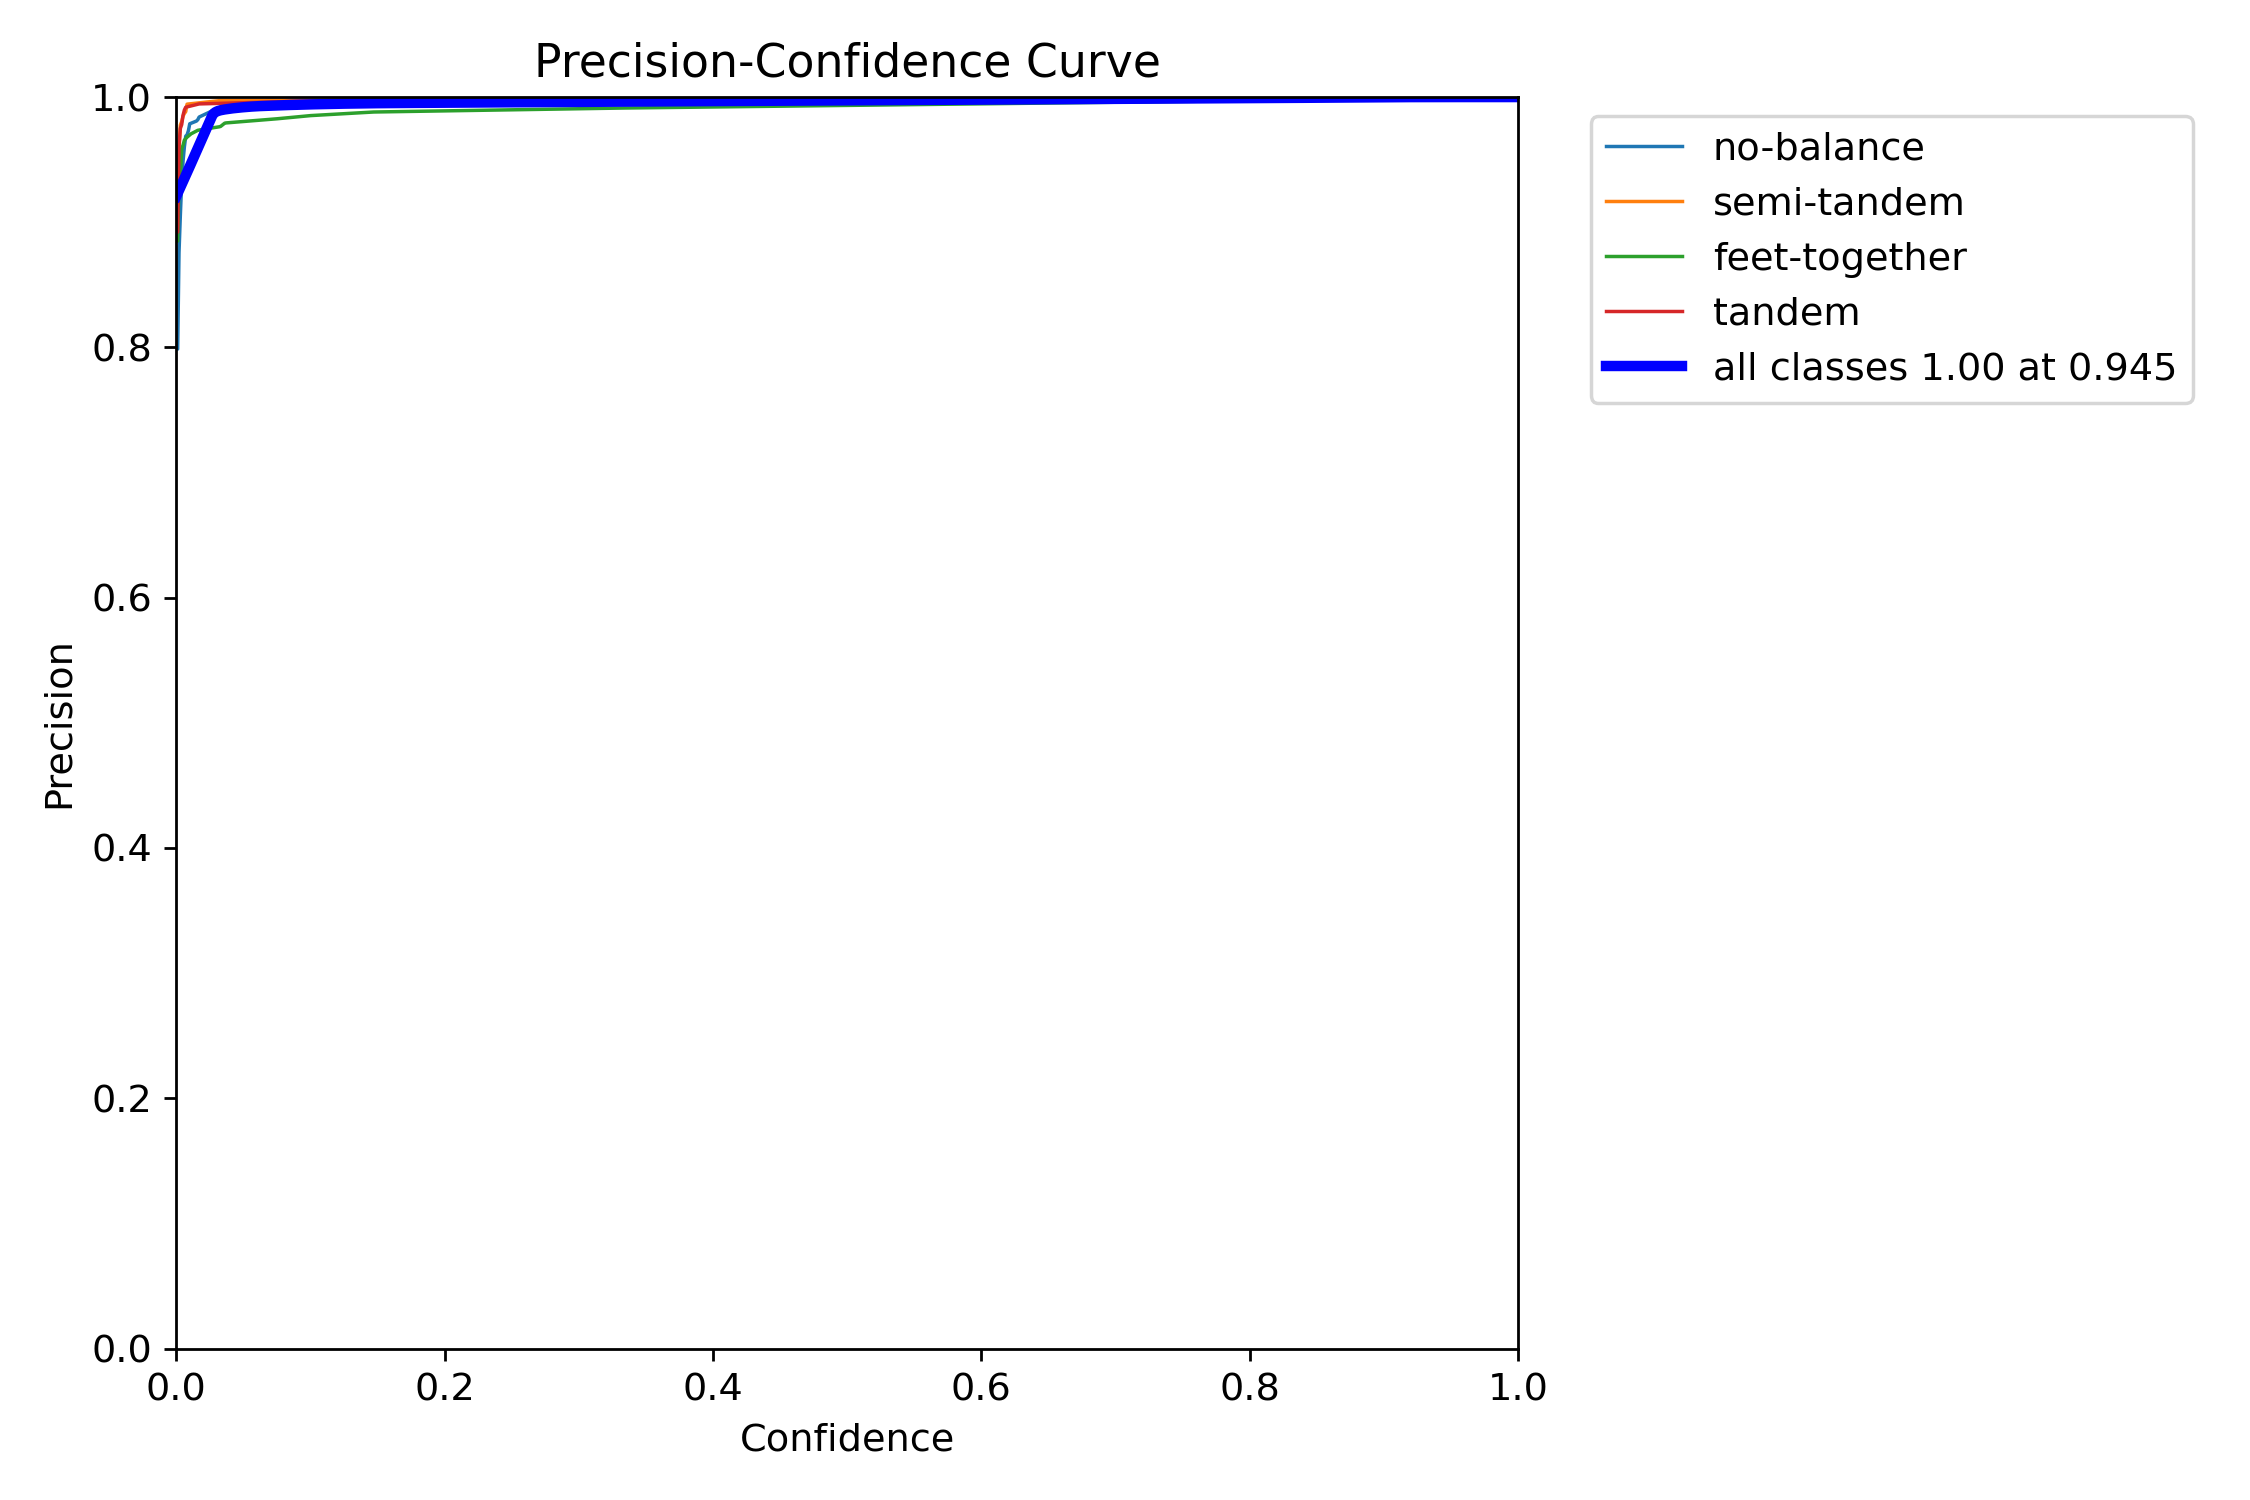 Precision-Confidence Curve
1.0
0.8
0.6
0.4
0.2
0.0
Precision
0.0 0.2 0.4 0.6 0.8 1.0
Confidence
no-balance
semi-tandem
feet-together
tandem
all classes 1.00 at 0.945